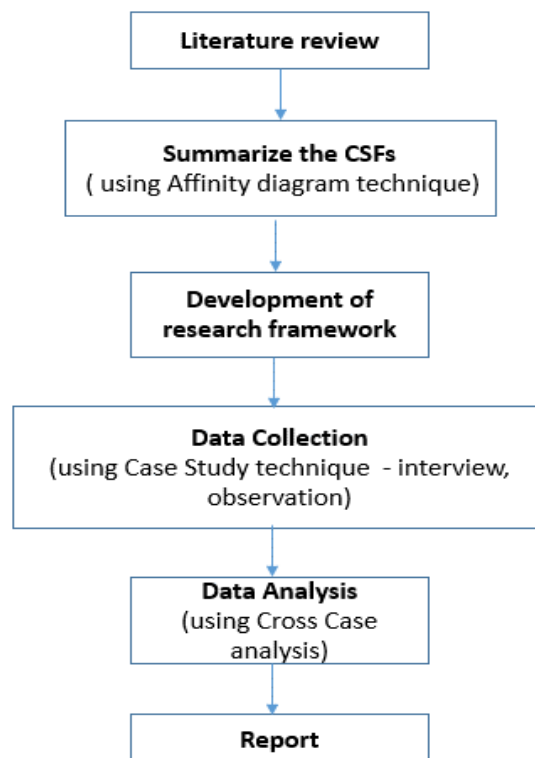 Literature review
Summarize the CSFs
( using Affinity diagram technique)
Development of
research framework
Data Collection
(using Case Study technique - interview,
observation)
Data Analysis
(using Cross Case
analysis)
Report